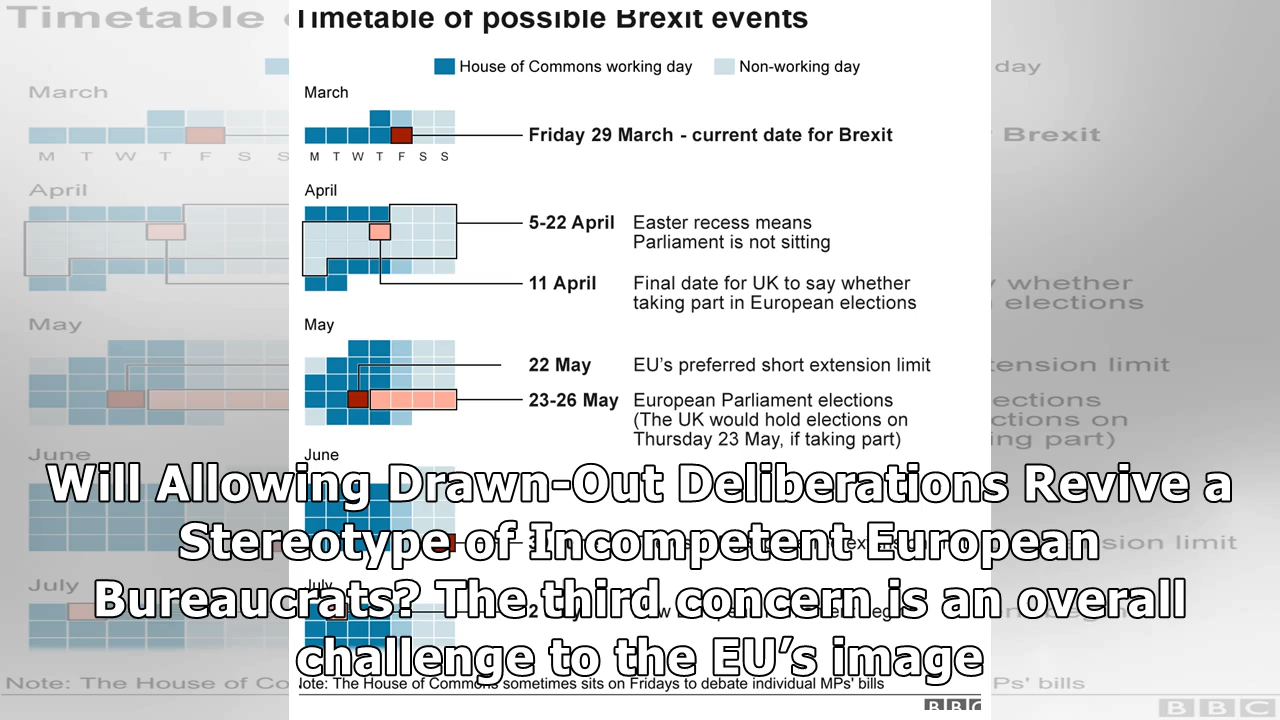 Timetable of possible Brexit events
House of Commons working day
Non-working day
March
Friday 29 March - current date for Brexit
M T W T F S S
April
5-22 April Easter recess means
Parliament is not sitting
11 April Final date for UK to say whether
taking part in European elections
May
22 May EU's preferred short extension limit
23-26 May European Parliament elections
(The UK would hold elections on
Thursday 23 May, if taking part)
June
July
Will Allowing Drawn-Out Deliberations Revive a
Stereotype of Incompetent European
Bureaucrats? The third concern is an overall
challenge to the EU’s image
Note: The House of Commons sometimes sits on Fridays to debate individual MPs' bills
BBC